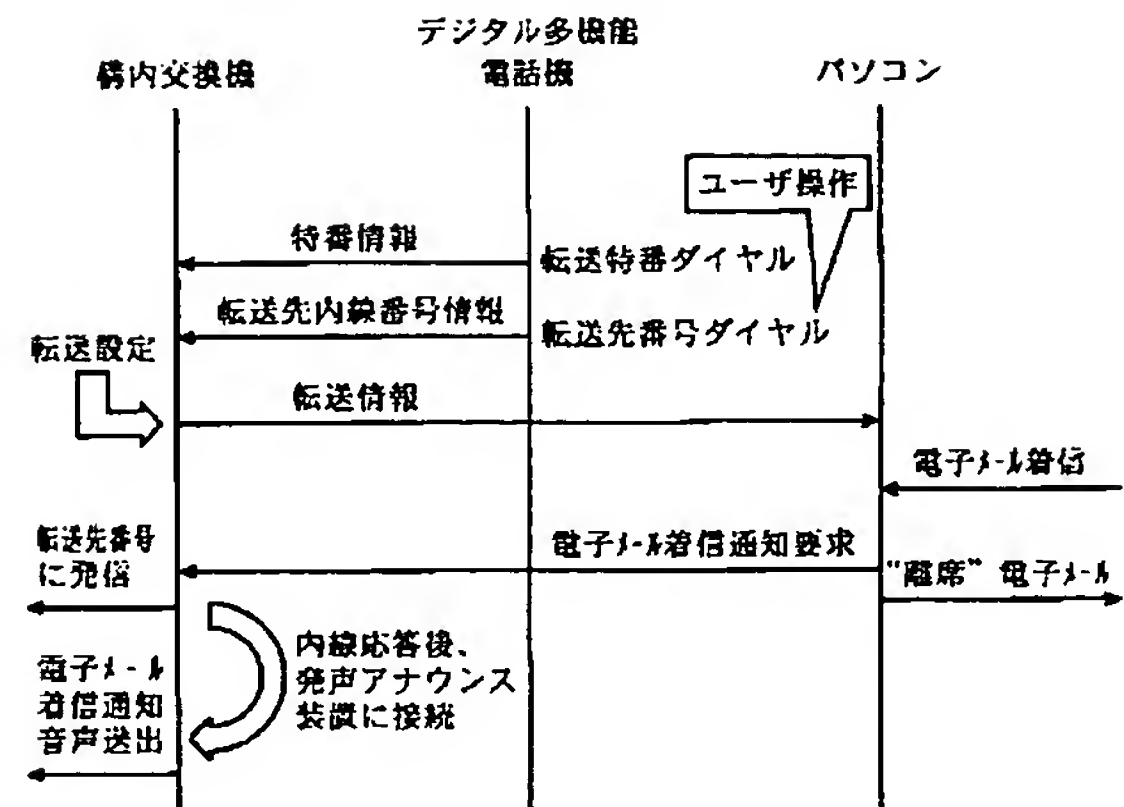 デジタル多機能
電話機
構内交換機
パソコン
ユーザ操作
特番情報
転送特番ダイヤル
転送先内線番号情報
転送先番号ダイヤル
転送設定
転送情報
電子メール着信
電子メール着信通知要求
転送先番号
に発信
"離席" 電子メール
内線応答後、
発声アナウンス
装置に接続
電子メール
着信通知
音声送出